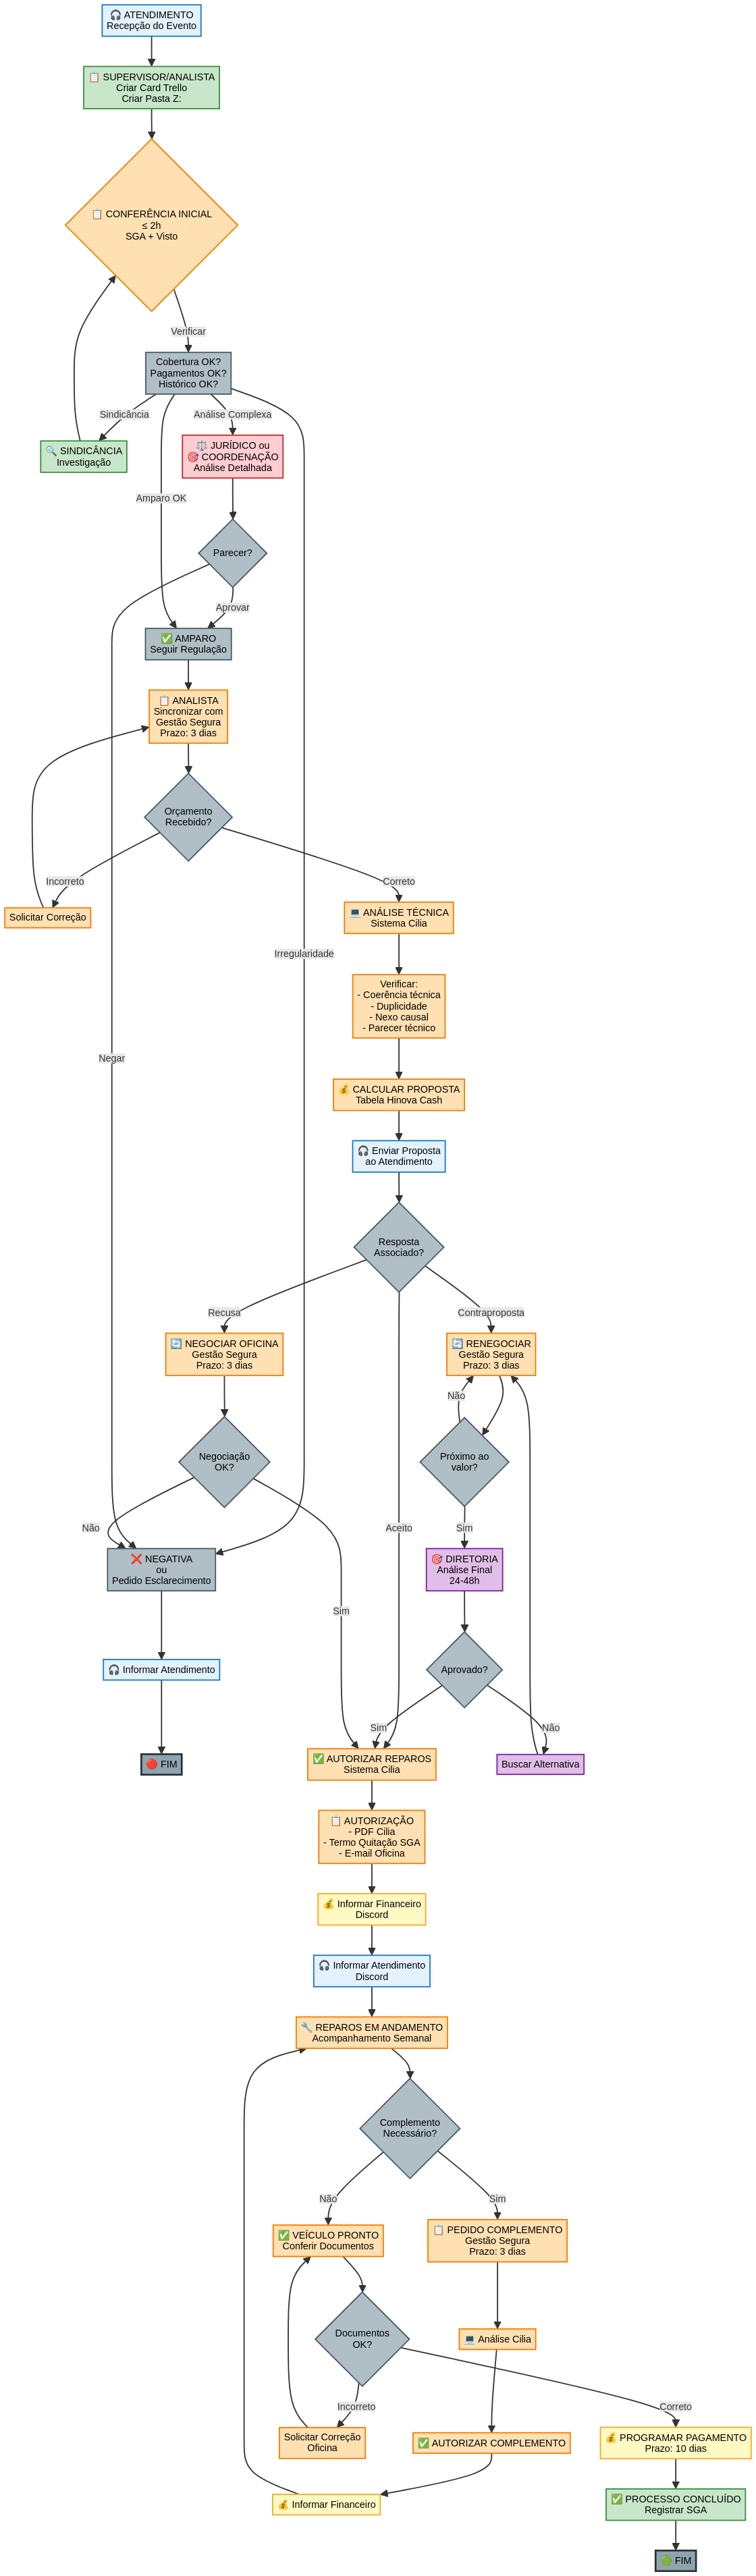 🎧 ATENDIMENTO
Recepção do Evento
📋 SUPERVISOR/ANALISTA
Criar Card Trello
Criar Pasta Z:
📋 CONFERÊNCIA INICIAL
≤ 2h
SGA + Visto
Verificar
Cobertura OK?
Pagamentos OK?
Histórico OK?
Sindicância
Análise Complexa
🔍 SINDICÂNCIA
Investigação
⚖️ JURÍDICO ou
🎯 COORDENAÇÃO
Análise Detalhada
Amparo OK
Parecer?
Aprovar
✅ AMPARO
Seguir Regulação
📋 ANALISTA
Sincronizar com
Gestão Segura
Prazo: 3 dias
Orçamento
Recebido?
Incorreto
Correto
Solicitar Correção
💻 ANÁLISE TÉCNICA
Sistema Cilia
Irregularidade
Verificar:
- Coerência técnica
- Duplicidade
- Nexo causal
- Parecer técnico
Negar
💰 CALCULAR PROPOSTA
Tabela Hinova Cash
🎧 Enviar Proposta
ao Atendimento
Resposta
Associado?
Recusa
Contraproposta
🔄 NEGOCIAR OFICINA
Gestão Segura
Prazo: 3 dias
🔄 RENEGOCIAR
Gestão Segura
Prazo: 3 dias
Não
Negociação
OK?
Próximo ao
valor?
Não
Aceito
Sim
❌ NEGATIVA
ou
Pedido Esclarecimento
🎯 DIRETORIA
Análise Final
24-48h
Sim
🎧 Informar Atendimento
Aprovado?
Sim
Não
🔴 FIM
✅ AUTORIZAR REPAROS
Sistema Cilia
Buscar Alternativa
📋 AUTORIZAÇÃO
- PDF Cilia
- Termo Quitação SGA
- E-mail Oficina
💰 Informar Financeiro
Discord
🎧 Informar Atendimento
Discord
🔧 REPAROS EM ANDAMENTO
Acompanhamento Semanal
Complemento
Necessário?
Não
Sim
✅ VEÍCULO PRONTO
Conferir Documentos
📋 PEDIDO COMPLEMENTO
Gestão Segura
Prazo: 3 dias
Documentos
OK?
💻 Análise Cilia
Incorreto
Correto
Solicitar Correção
Oficina
✅ AUTORIZAR COMPLEMENTO
💰 PROGRAMAR PAGAMENTO
Prazo: 10 dias
💰 Informar Financeiro
✅ PROCESSO CONCLUÍDO
Registrar SGA
🟢 FIM